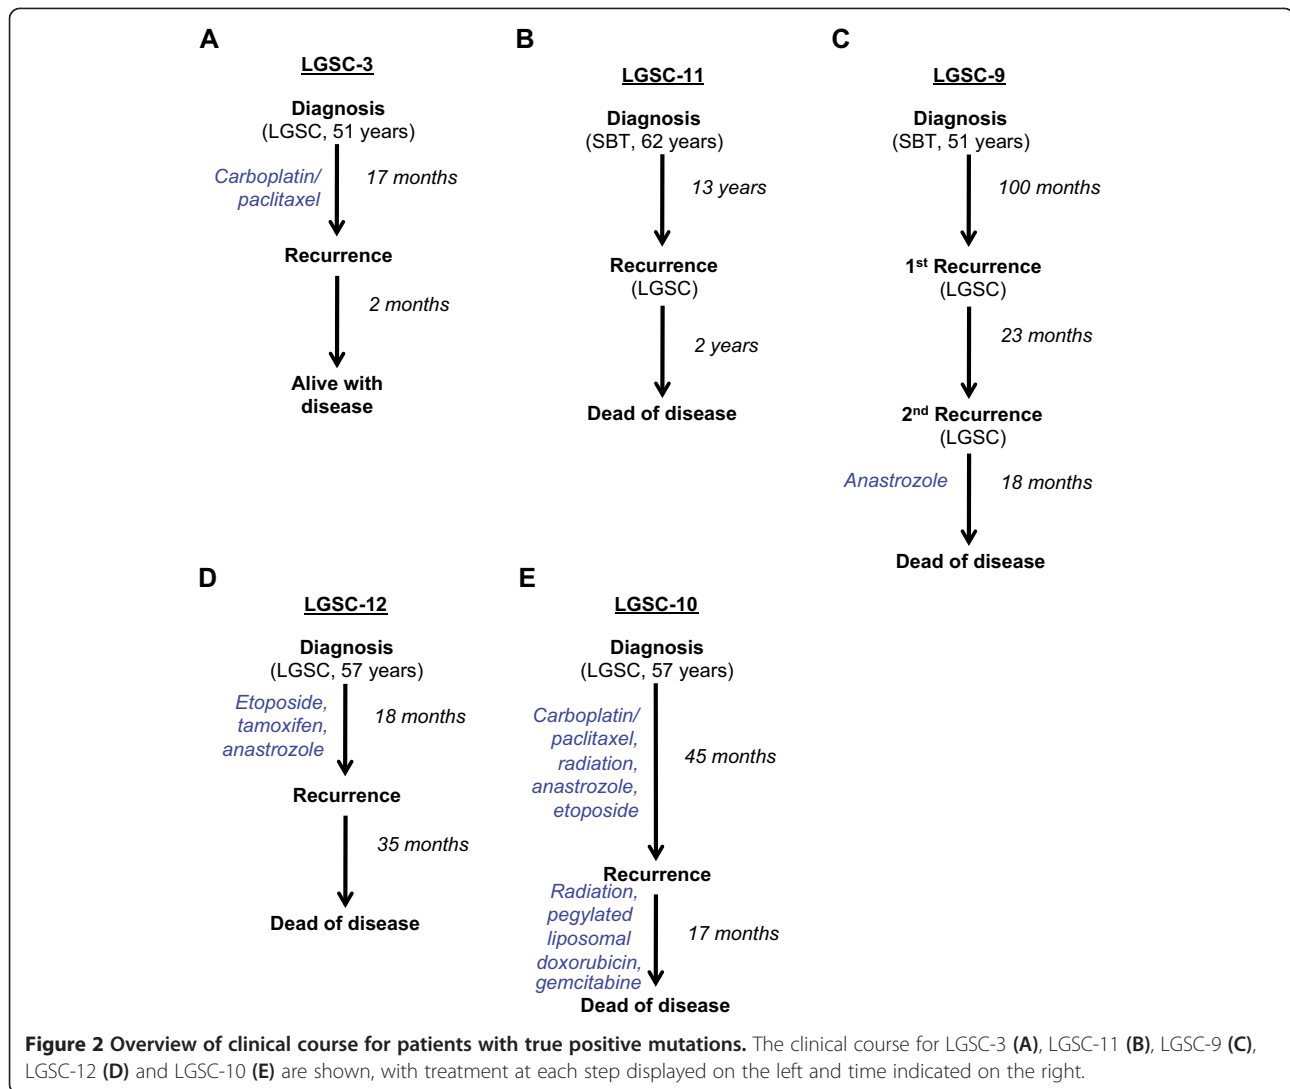 A
LGSC-3
Diagnosis
(LGSC, 51 years)
Carboplatin/
paclitaxel
17 months
Recurrence
2 months
Alive with
disease
B
LGSC-11
Diagnosis
(SBT, 62 years)
13 years
Recurrence
(LGSC)
2 years
Dead of disease
C
LGSC-9
Diagnosis
(SBT, 51 years)
100 months
1st Recurrence
(LGSC)
23 months
2nd Recurrence
(LGSC)
Anastrozole
18 months
Dead of disease
D
LGSC-12
Diagnosis
(LGSC, 57 years)
Etoposide,
tamoxifen,
anastrozole
18 months
Recurrence
35 months
Dead of disease
E
LGSC-10
Diagnosis
(LGSC, 57 years)
Carboplatin/
paclitaxel,
radiation,
anastrozole,
etoposide
45 months
Recurrence
Radiation,
pegylated
liposomal
doxorubicin,
gemcitabine
17 months
Dead of disease
Figure 2 Overview of clinical course for patients with true positive mutations. The clinical course for LGSC-3 (A), LGSC-11 (B), LGSC-9 (C),
LGSC-12 (D) and LGSC-10 (E) are shown, with treatment at each step displayed on the left and time indicated on the right.